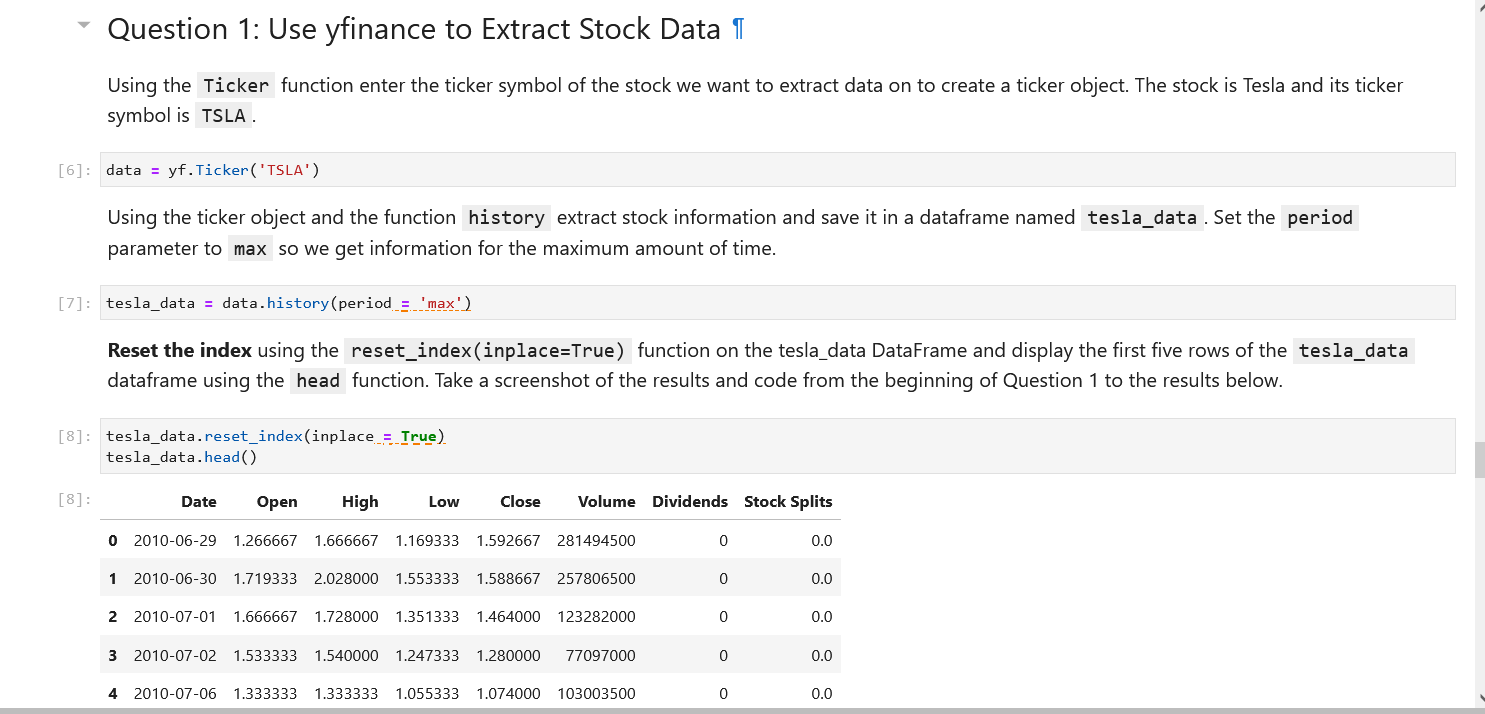 Question 1: Use yfinance to Extract Stock Data ¶
Using the Ticker function enter the ticker symbol of the stock we want to extract data on to create a ticker object. The stock is Tesla and its ticker
symbol is TSLA .
[6]: data = yf.Ticker('TSLA')
Using the ticker object and the function history extract stock information and save it in a dataframe named tesla_data . Set the period
parameter to max so we get information for the maximum amount of time.
[7]: tesla_data = data.history(period = 'max')
Reset the index using the reset_index(inplace=True) function on the tesla_data DataFrame and display the first five rows of the tesla_data
dataframe using the head function. Take a screenshot of the results and code from the beginning of Question 1 to the results below.
[8]: tesla_data.reset_index(inplace = True)
tesla_data.head()
[8]: Date Open High Low Close Volume Dividends Stock Splits
0 2010-06-29 1.266667 1.666667 1.169333 1.592667 281494500 0 0.0
1 2010-06-30 1.719333 2.028000 1.553333 1.588667 257806500 0 0.0
2 2010-07-01 1.666667 1.728000 1.351333 1.464000 123282000 0 0.0
3 2010-07-02 1.533333 1.540000 1.247333 1.280000 77097000 0 0.0
4 2010-07-06 1.333333 1.333333 1.055333 1.074000 103003500 0 0.0